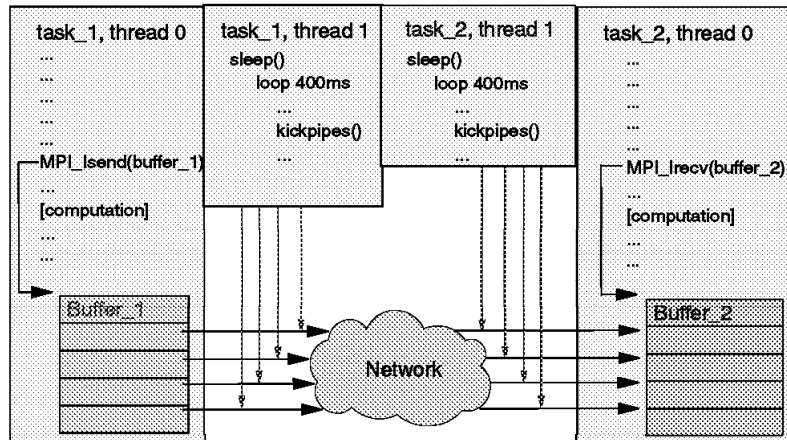 task_1, thread 0
...
...
...
...
...
MPI_Isend(buffer_1)
...
[computation]
...
...
Buffer_1
task_1, thread 1
sleep()
loop 400ms
...
kickpipes()
...
task_2, thread 1
sleep()
loop 400ms
...
kickpipes()
...
Network
task_2, thread 0
...
...
...
...
...
MPI_Irecv(buffer_2)
...
[computation]
...
...
Buffer_2